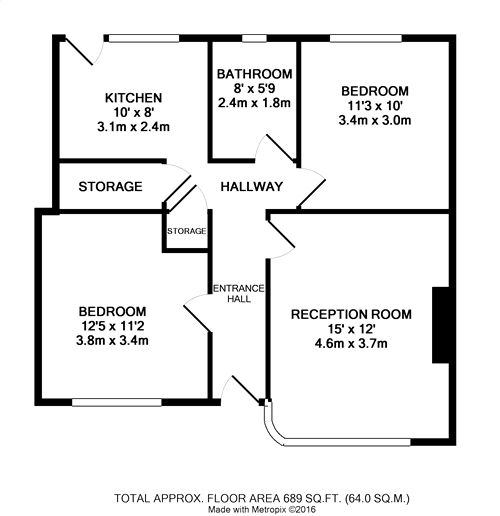 KITCHEN
10' x 8'
3.1m x 2.4m
BATHROOM
8' x 5'9
2.4m x 1.8m
BEDROOM
11'3 x 10'
3.4m x 3.0m
STORAGE
HALLWAY
STORAGE
BEDROOM
12'5 x 11'2
3.8m x 3.4m
ENTRANCE
HALL
RECEPTION ROOM
15' x 12'
4.6m x 3.7m
TOTAL APPROX. FLOOR AREA 689 SQ.FT. (64.0 SQ.M.)
Made with Metropix ©2016